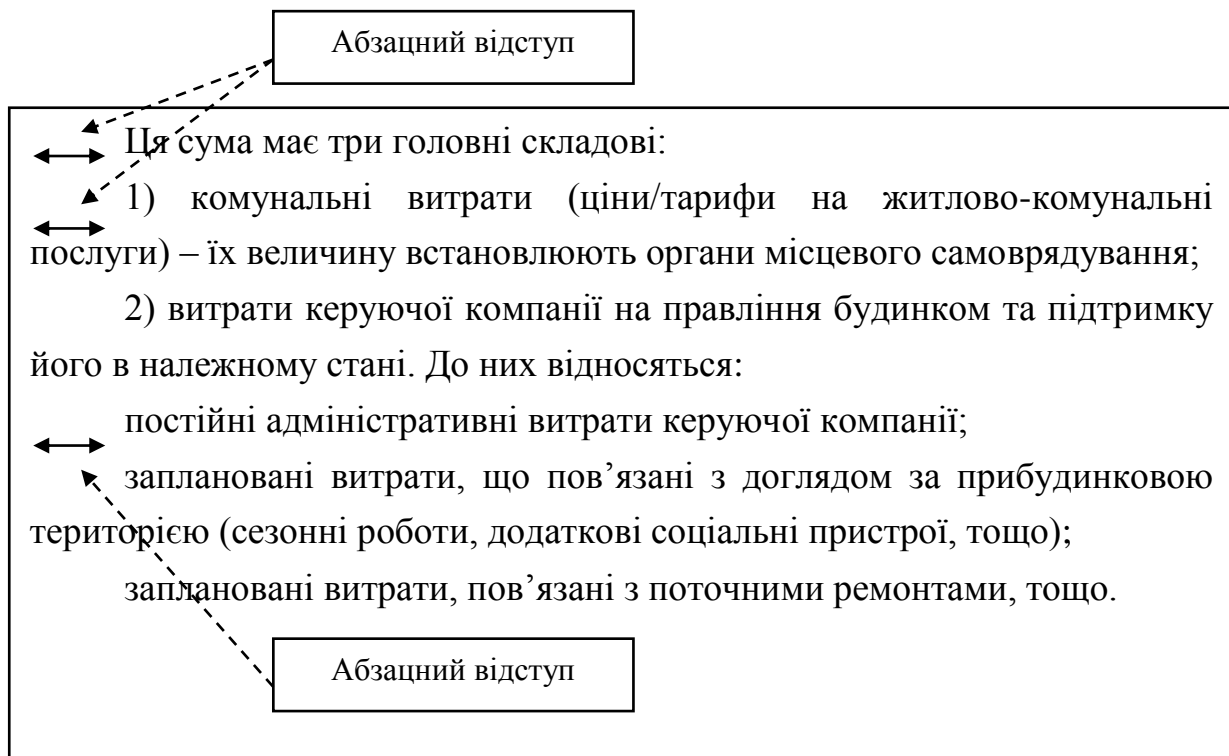 Абзацний відступ
Ця сума має три головні складові:
1) комунальні витрати (ціни/тарифи на житлово-комунальні
послуги) – їх величину встановлюють органи місцевого самоврядування;
2) витрати керуючої компанії на правління будинком та підтримку
його в належному стані. До них відносяться:
постійні адміністративні витрати керуючої компанії;
заплановані витрати, що пов’язані з доглядом за прибудинковою
територією (сезонні роботи, додаткові соціальні пристрої, тощо);
заплановані витрати, пов’язані з поточними ремонтами, тощо.
Абзацний відступ